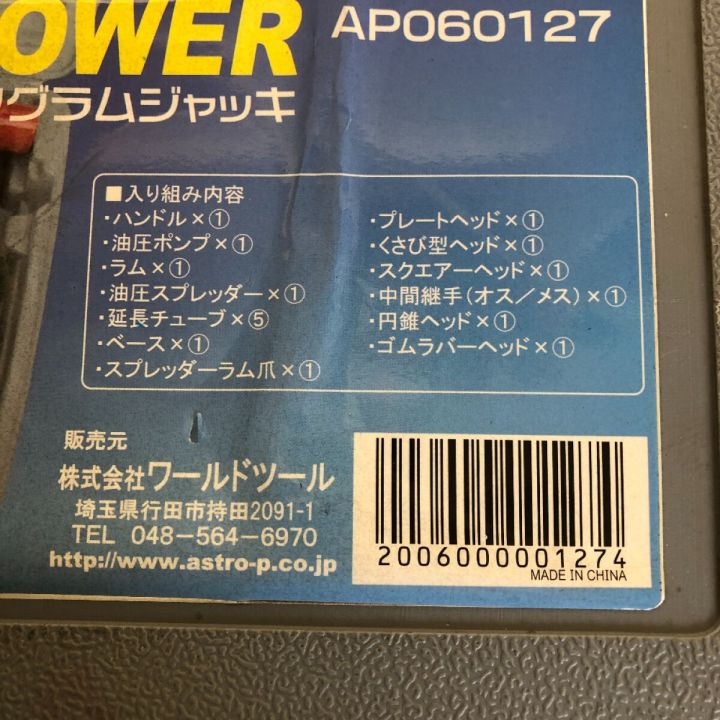 OWER
AP060127
グラムジャッキ
■入り組み内容
・ハンドル×①
・油圧ポンプ×①
・ラム×①
・油圧スプレッダー×①
・延長チューブ×⑤
・ベース×①
・スプレッダーラム爪×①
・プレートヘッド×①
・くさび型ヘッド×①
・スクエアーヘッド×①
・中間継手(オス／メス)×①
・円錐ヘッド×①
・ゴムラバーヘッド×①
販売元
株式会社ワールドツール
埼玉県行田市持田2091-1
TEL 048-564-6970
http://www.astro-p.co.jp
2006000001274
MADE IN CHINA